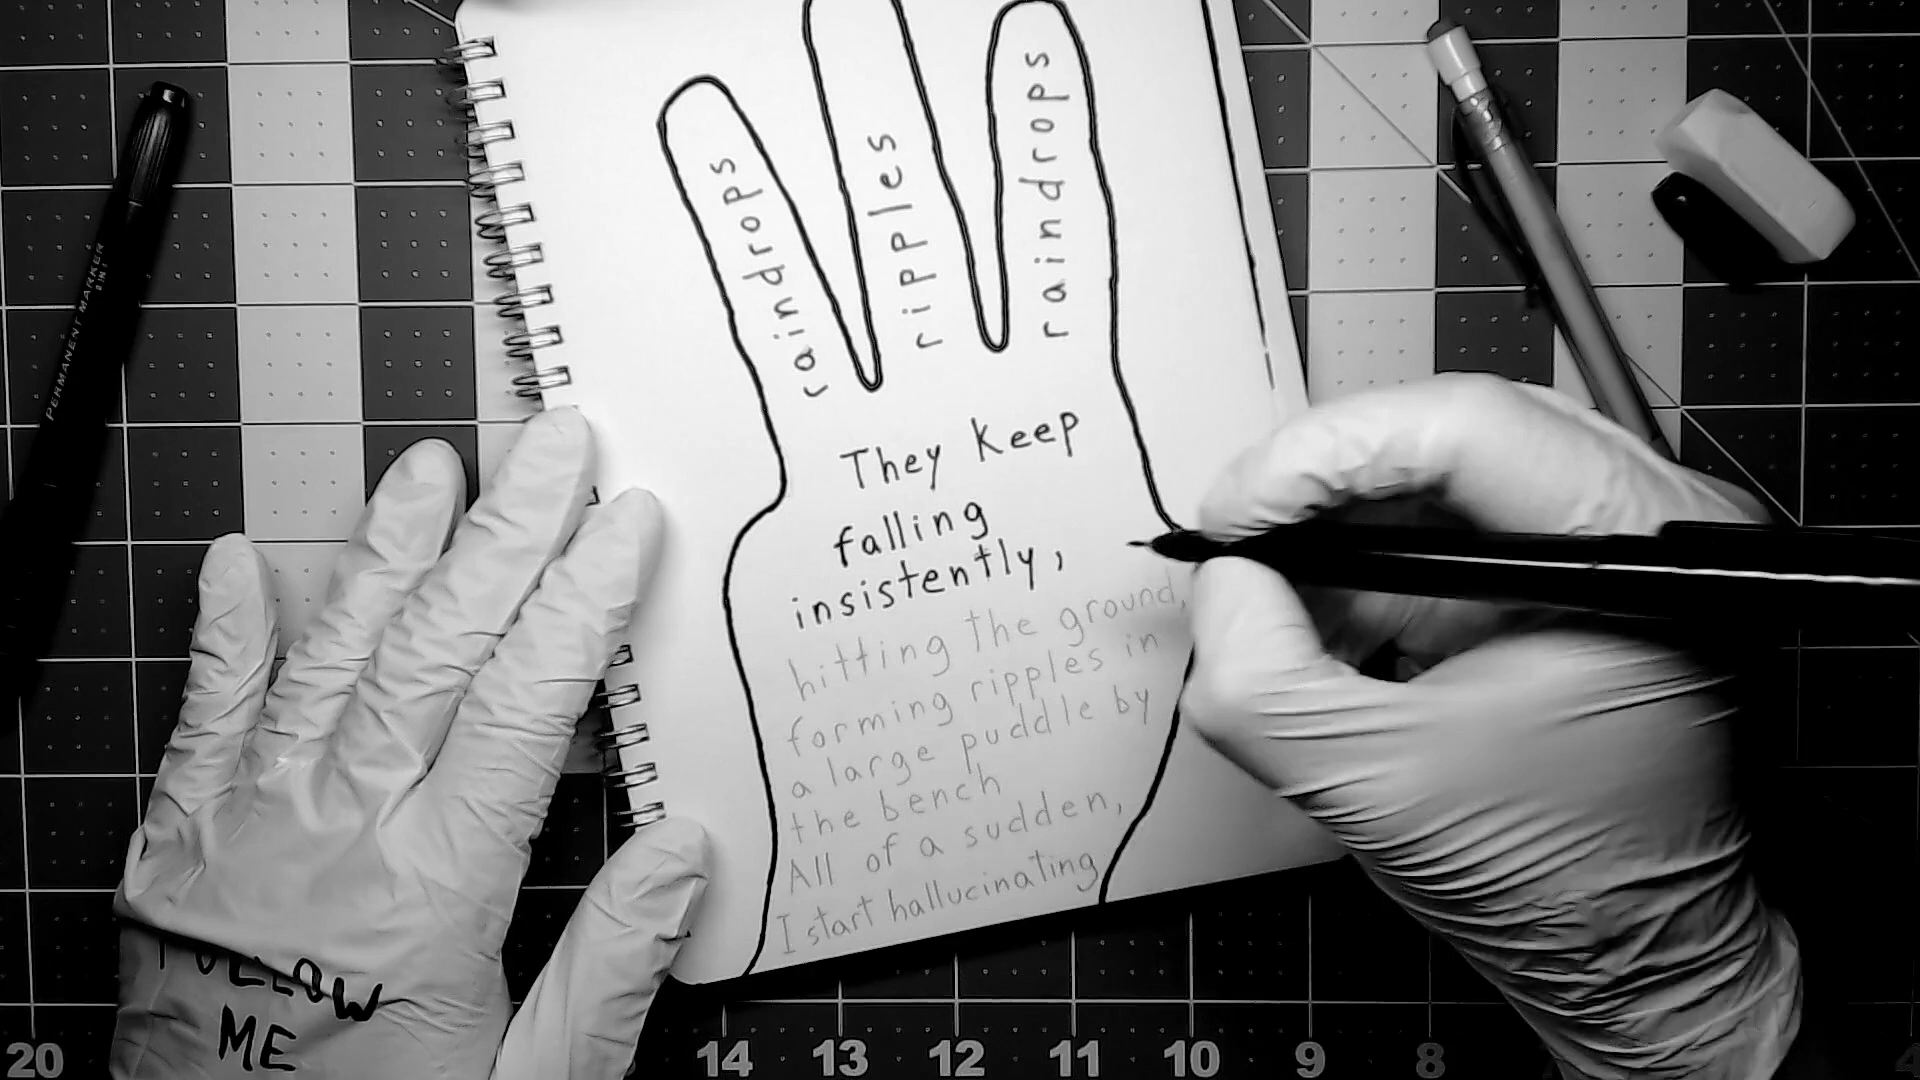 raindrops
ripples
raindrops
They keep
falling
insistently,
hitting the ground,
forming ripples in
a large puddle by
the bench
All of a sudden,
I start hallucinating
PERMANENT MARKER
FOLLOW
ME
20
14
13
12
11
10
9
8
4